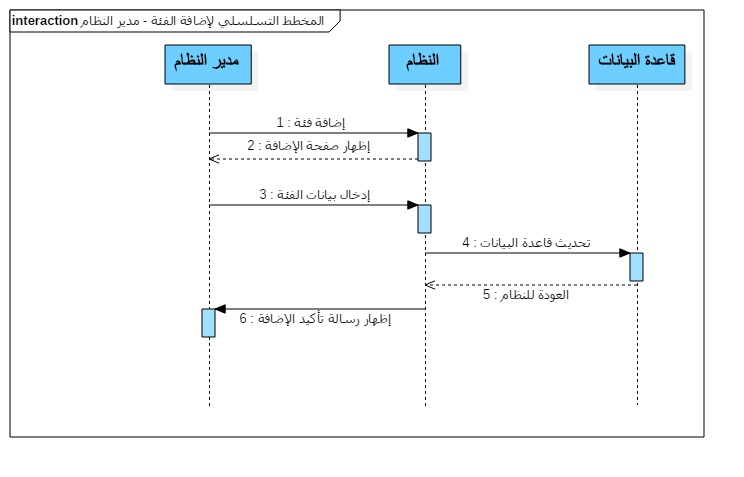 interaction المخطط التسلسلي لإضافة الفئة - مدير النظام
مدير النظام
النظام
قاعدة البيانات
1 : إضافة فئة
2 : إظهار صفحة الإضافة
3 : إدخال بيانات الفئة
4 : تحديث قاعدة البيانات
5 : العودة للنظام
6 : إظهار رسالة تأكيد الإضافة